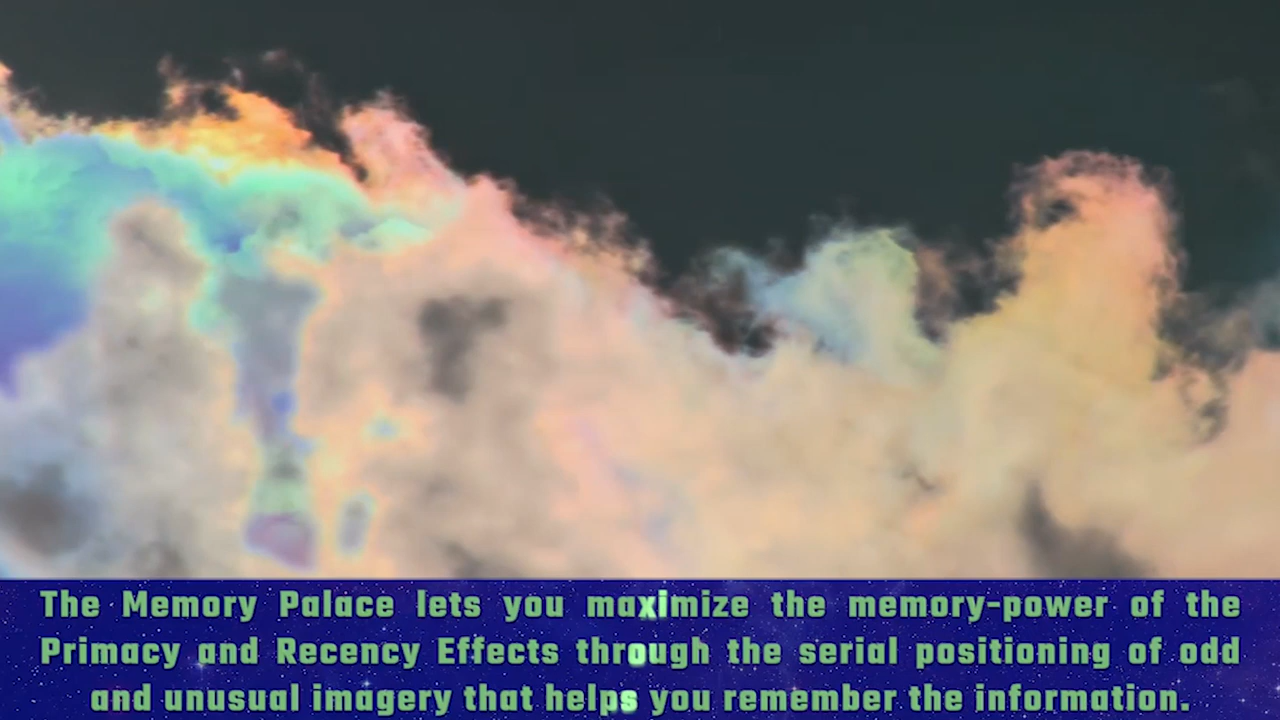 The Memory Palace lets you maximize the memory-power of the
Primacy and Recency Effects through the serial positioning of odd
and unusual imagery that helps you remember the information.